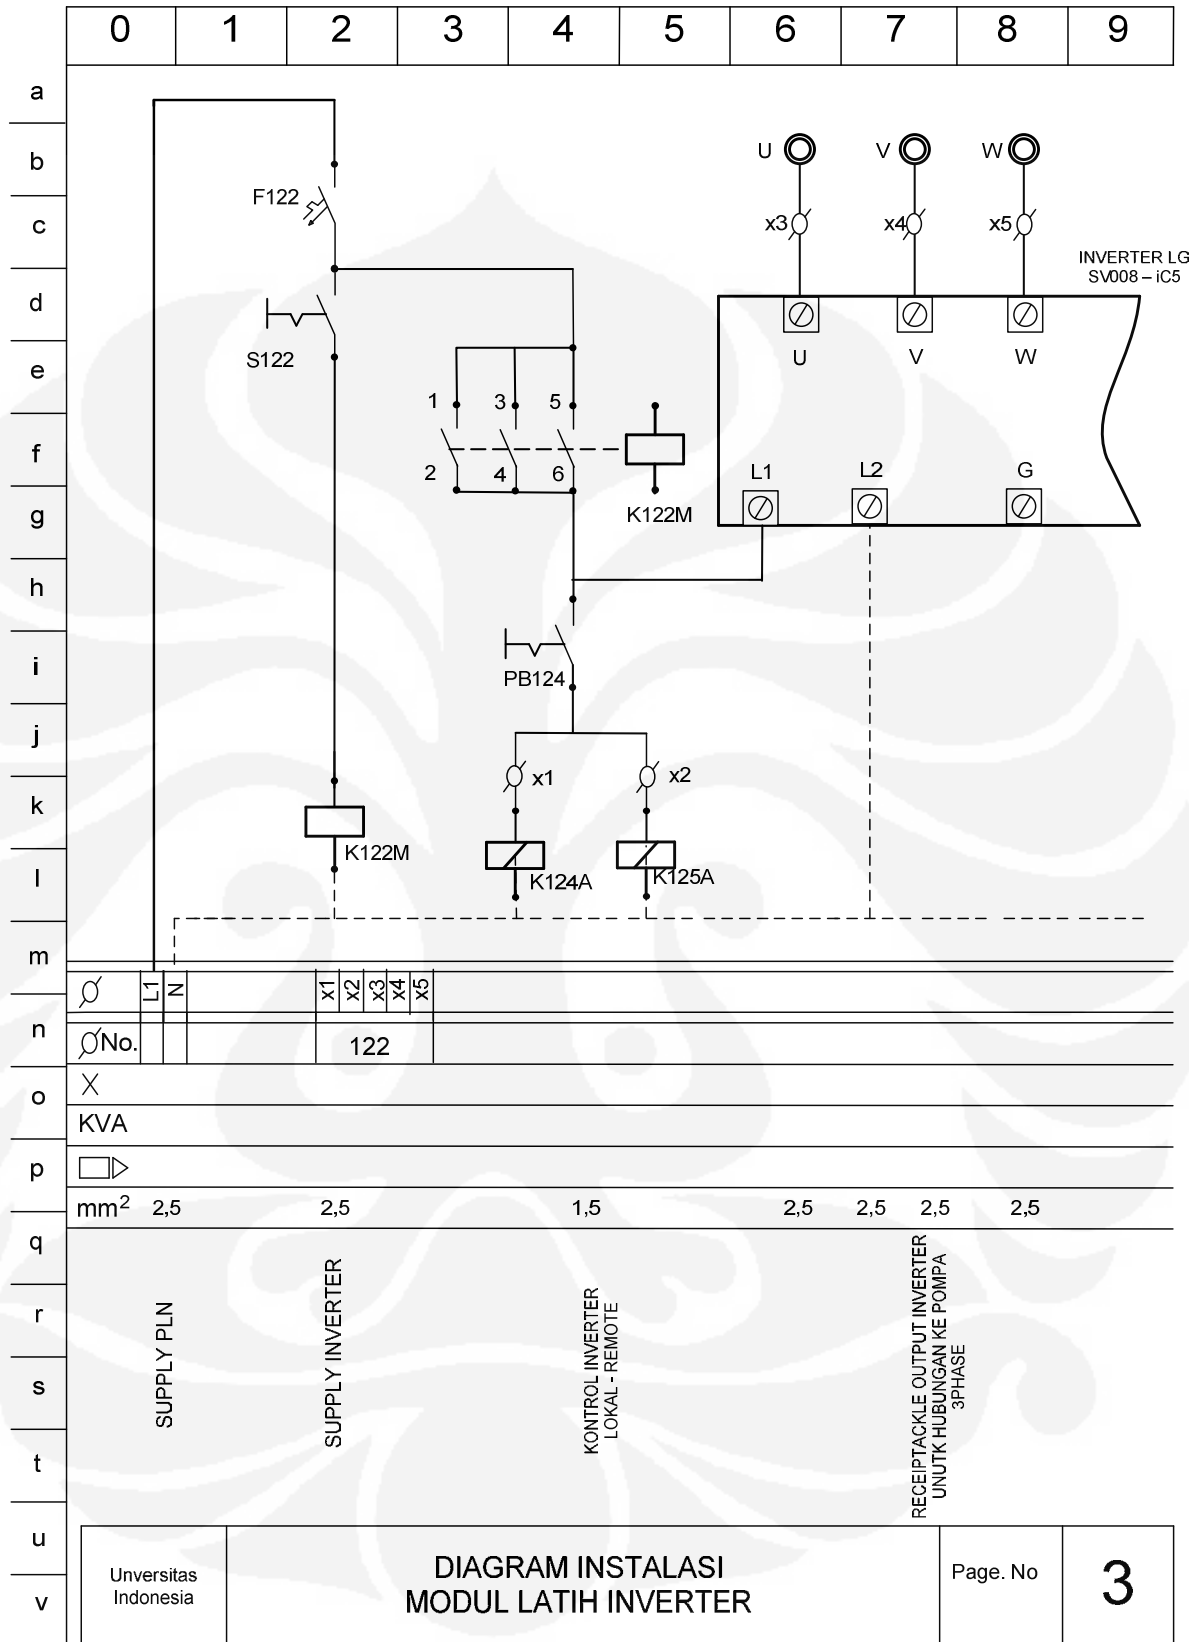 0 1 2 3 4 5 6 7 8 9
a
b
c
d
e
f
g
h
i
j
k
l
m
n
o
p
q
r
s
t
u
v
U V W
F122
x3 x4 x5
INVERTER LG
SV008 – iC5
S122
U V W
1 3 5
2 4 6
K122M
L1 L2 G
PB124
x1 x2
K122M
K124A
K125A
L1 N x1 x2 x3 x4 x5
No. 122
X
KVA
mm² 2,5 2,5 1,5 2,5 2,5 2,5 2,5
SUPPLY PLN
SUPPLY INVERTER
KONTROL INVERTER
LOKAL - REMOTE
RECEIPTACKLE OUTPUT INVERTER
UNUTK HUBUNGAN KE POMPA
3PHASE
Unversitas
Indonesia
DIAGRAM INSTALASI
MODUL LATIH INVERTER
Page. No
3